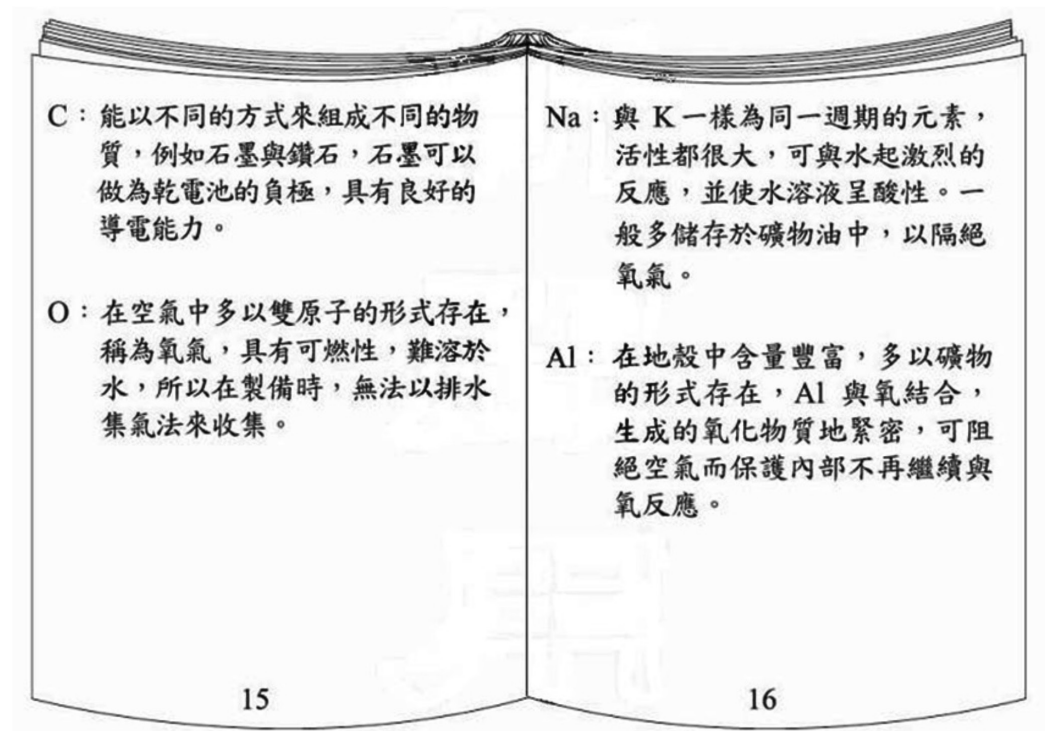 C：能以不同的方式來組成不同的物
質，例如石墨與鑽石，石墨可以
做為乾電池的負極，具有良好的
導電能力。
O：在空氣中多以雙原子的形式存在，
稱為氧氣，具有可燃性，難溶於
水，所以在製備時，無法以排水
集氣法來收集。
15
Na：與 K 一樣為同一週期的元素，
活性都很大，可與水起激烈的
反應，並使水溶液呈酸性。一
般多儲存於礦物油中，以隔絕
氧氣。
Al：在地殼中含量豐富，多以礦物
的形式存在，Al 與氧結合，
生成的氧化物質地緊密，可阻
絕空氣而保護內部不再繼續與
氧反應。
16